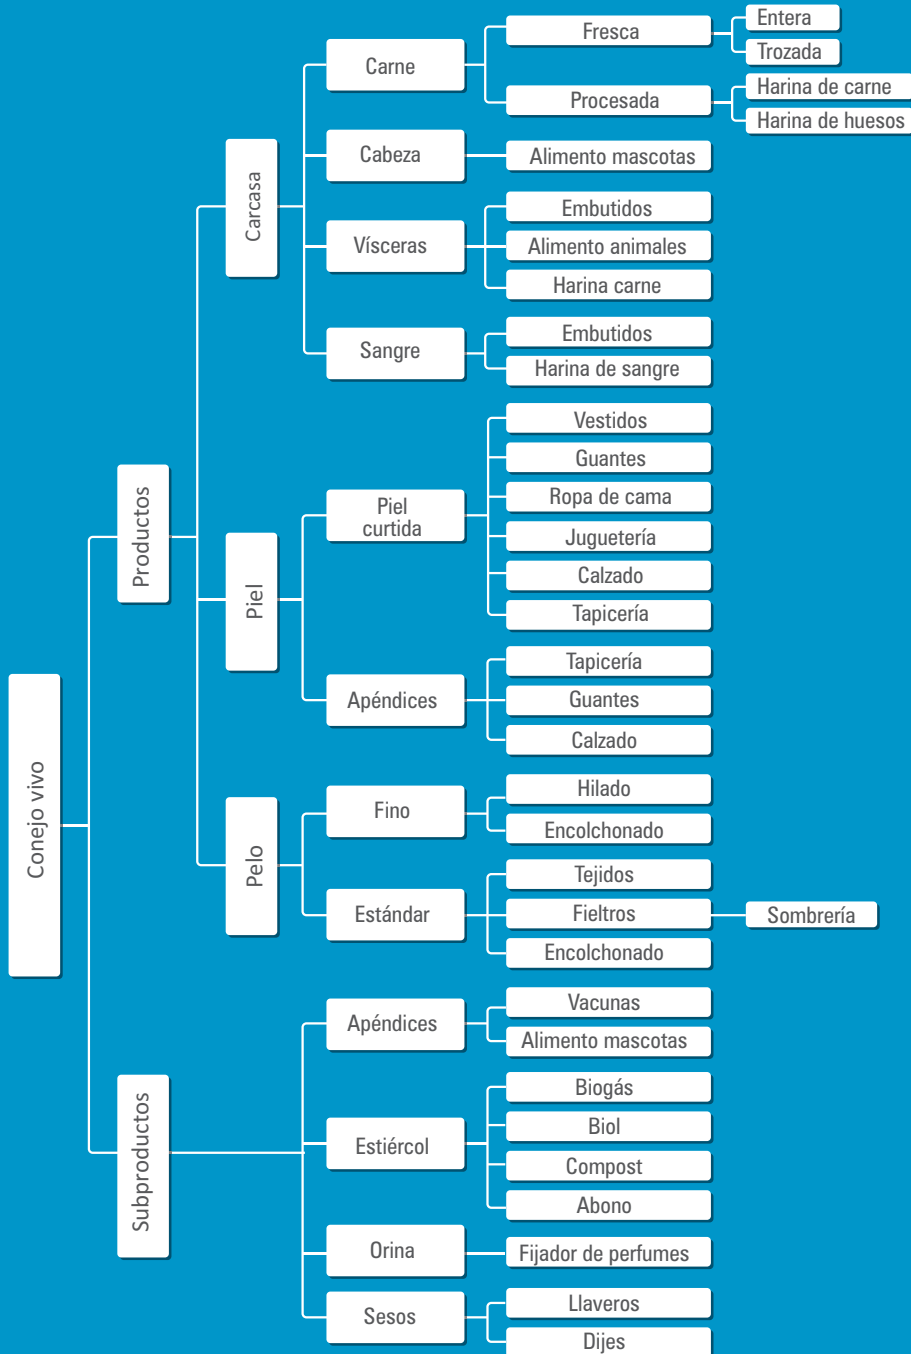 Conejo vivo
Productos
Carcasa
Carne
Fresca
Entera
Trozada
Procesada
Harina de carne
Harina de huesos
Cabeza
Alimento mascotas
Vísceras
Embutidos
Alimento animales
Harina carne
Sangre
Embutidos
Harina de sangre
Piel
Piel
curtida
Vestidos
Guantes
Ropa de cama
Juguetería
Calzado
Tapicería
Apéndices
Tapicería
Guantes
Calzado
Pelo
Fino
Hilado
Encolchonado
Estándar
Tejidos
Fieltros
Sombrería
Encolchonado
Subproductos
Apéndices
Vacunas
Alimento mascotas
Estiércol
Biogás
Biol
Compost
Abono
Orina
Fijador de perfumes
Sesos
Llaveros
Dijes